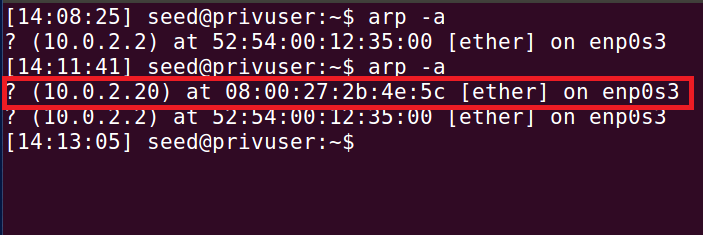 [14:08:25] seed@privuser:~$ arp -a
? (10.0.2.2) at 52:54:00:12:35:00 [ether] on enp0s3
[14:11:41] seed@privuser:~$ arp -a
? (10.0.2.20) at 08:00:27:2b:4e:5c [ether] on enp0s3
? (10.0.2.2) at 52:54:00:12:35:00 [ether] on enp0s3
[14:13:05] seed@privuser:~$